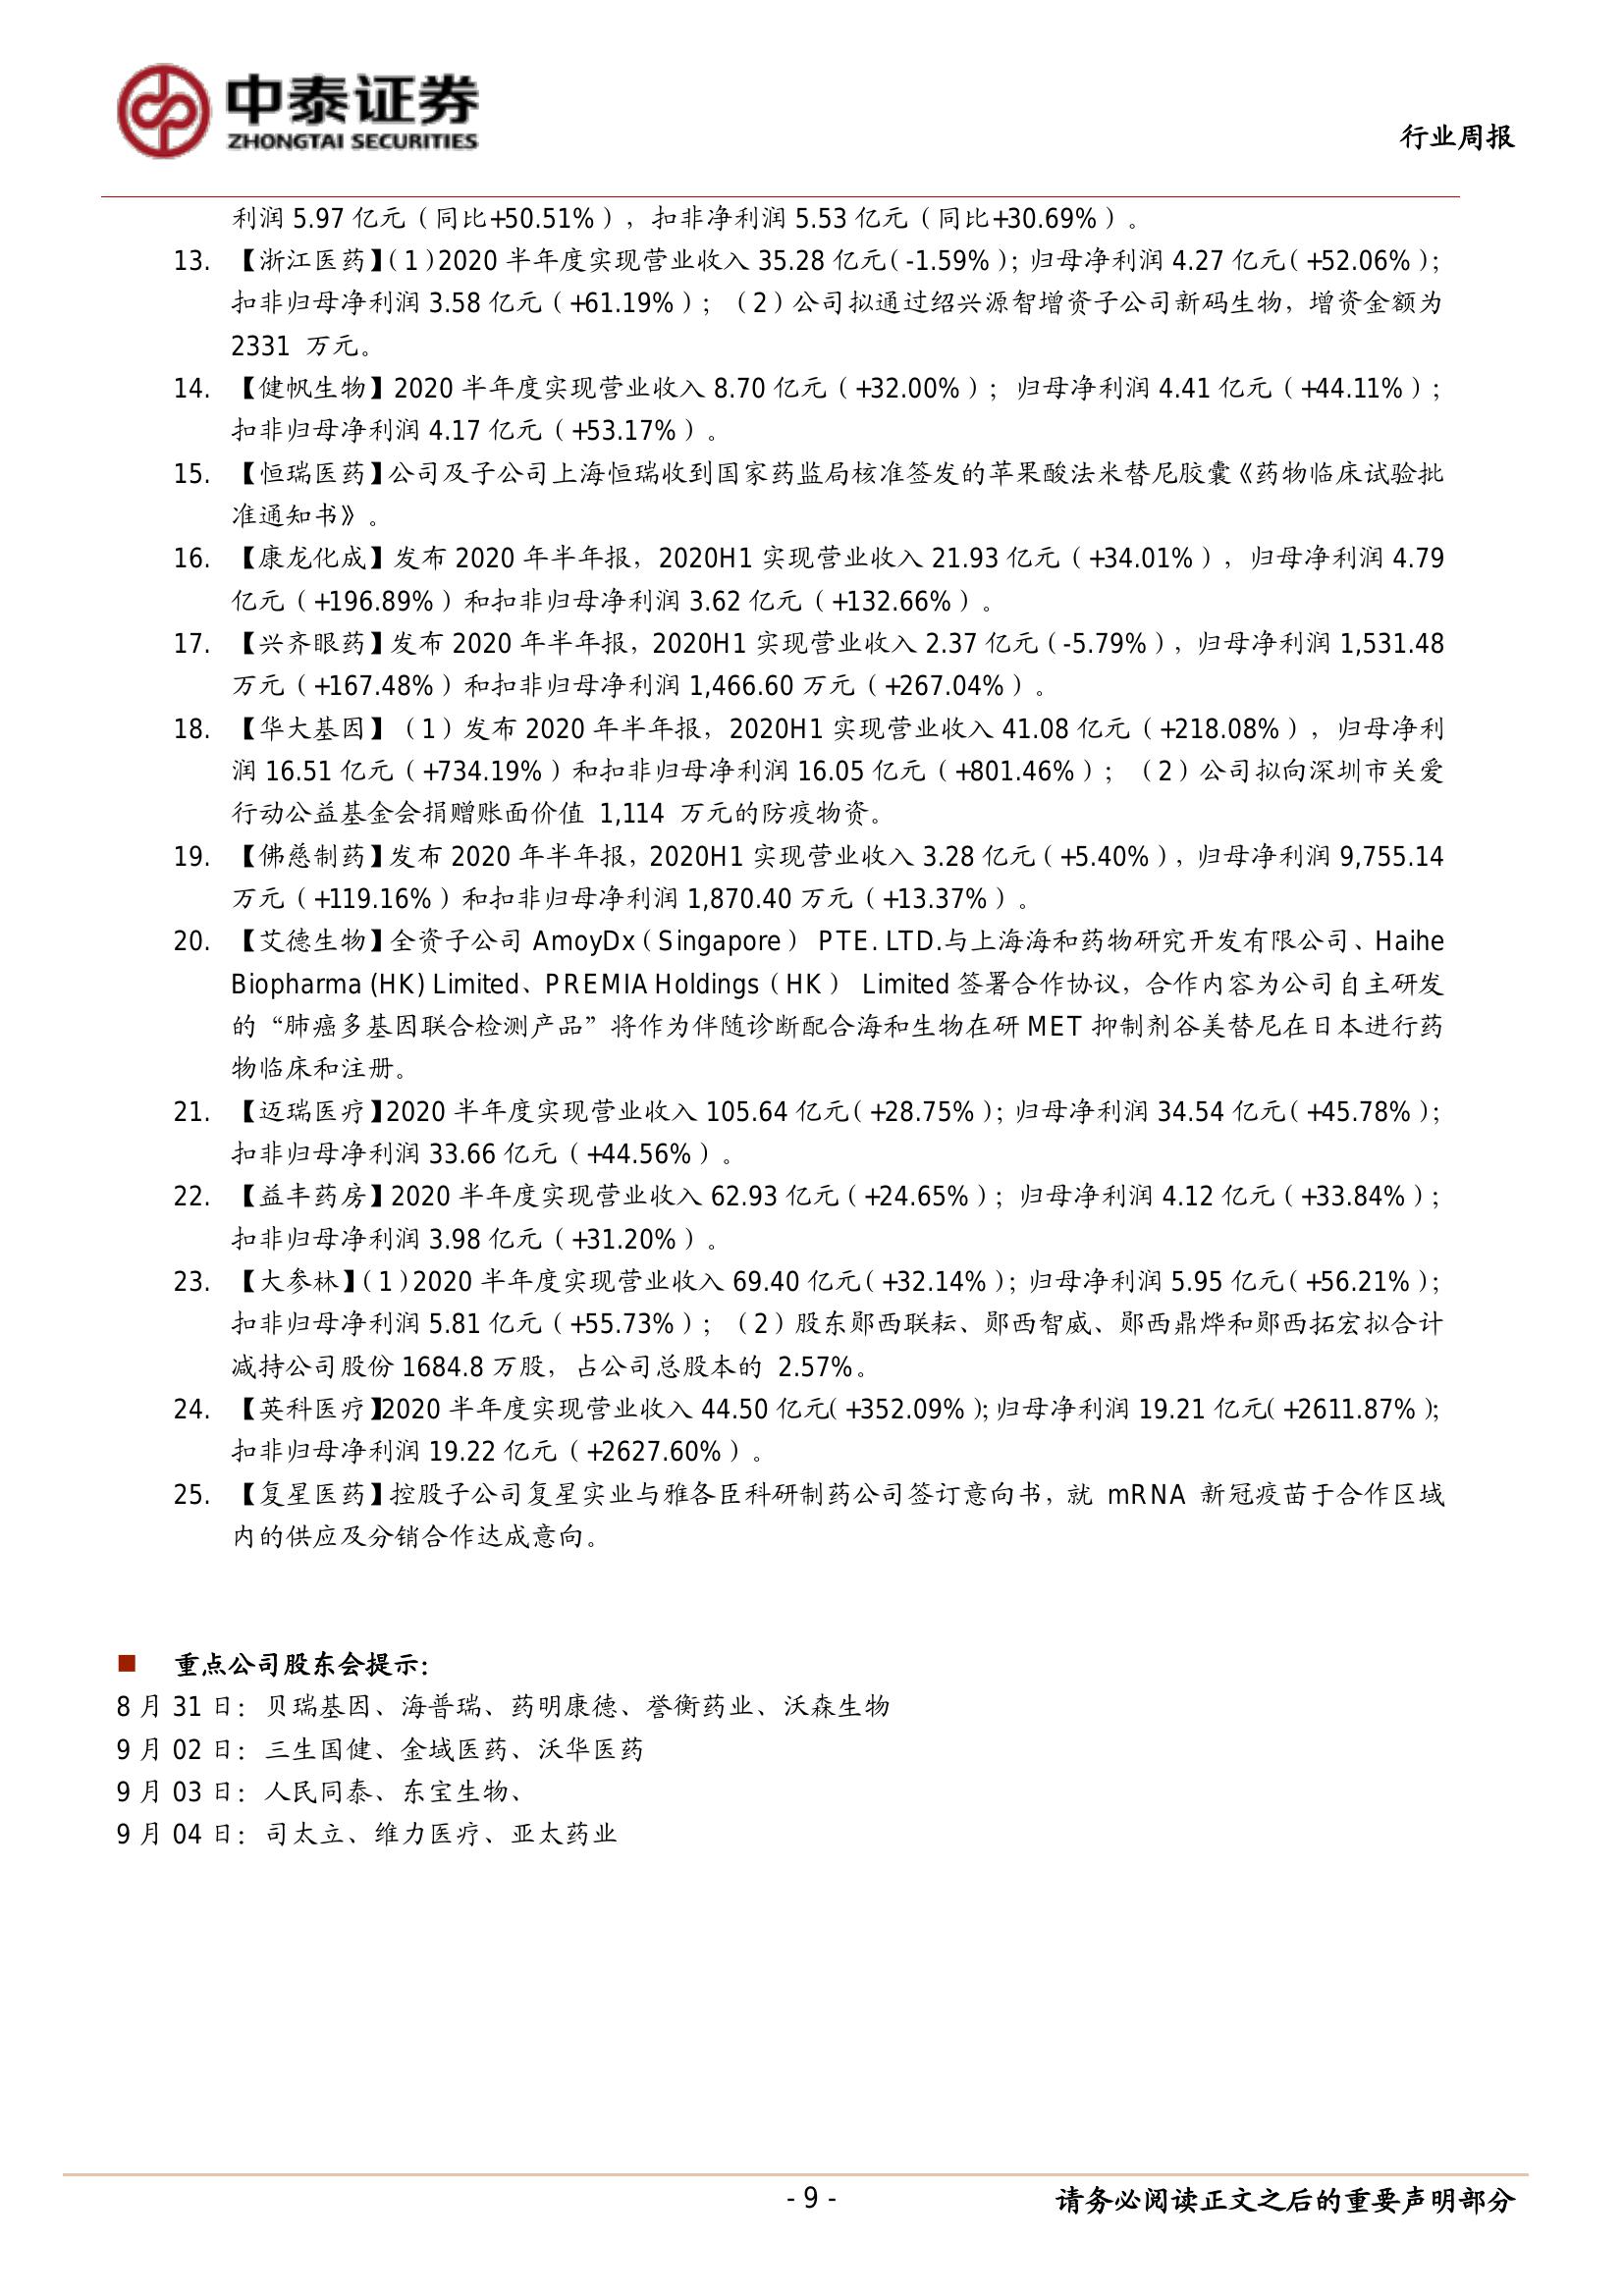 中泰证券
ZHONGTAI SECURITIES
行业周报
利润 5.97 亿元（同比+50.51%），扣非净利润 5.53 亿元（同比+30.69%）。
13. 【浙江医药】（1）2020 半年度实现营业收入 35.28 亿元（-1.59%）；归母净利润 4.27 亿元（+52.06%）；
扣非归母净利润 3.58 亿元（+61.19%）；（2）公司拟通过绍兴源智增资子公司新码生物，增资金额为
2331 万元。
14. 【健帆生物】2020 半年度实现营业收入 8.70 亿元（+32.00%）；归母净利润 4.41 亿元（+44.11%）；
扣非归母净利润 4.17 亿元（+53.17%）。
15. 【恒瑞医药】公司及子公司上海恒瑞收到国家药监局核准签发的苹果酸法米替尼胶囊《药物临床试验批
准通知书》。
16. 【康龙化成】发布 2020 年半年报，2020H1 实现营业收入 21.93 亿元（+34.01%），归母净利润 4.79
亿元（+196.89%）和扣非归母净利润 3.62 亿元（+132.66%）。
17. 【兴齐眼药】发布 2020 年半年报，2020H1 实现营业收入 2.37 亿元（-5.79%），归母净利润 1,531.48
万元（+167.48%）和扣非归母净利润 1,466.60 万元（+267.04%）。
18. 【华大基因】（1）发布 2020 年半年报，2020H1 实现营业收入 41.08 亿元（+218.08%），归母净利
润 16.51 亿元（+734.19%）和扣非归母净利润 16.05 亿元（+801.46%）；（2）公司拟向深圳市关爱
行动公益基金会捐赠账面价值 1,114 万元的防疫物资。
19. 【佛慈制药】发布 2020 年半年报，2020H1 实现营业收入 3.28 亿元（+5.40%），归母净利润 9,755.14
万元（+119.16%）和扣非归母净利润 1,870.40 万元（+13.37%）。
20. 【艾德生物】全资子公司 AmoyDx（Singapore） PTE. LTD.与上海海和药物研究开发有限公司、Haihe
Biopharma (HK) Limited、PREMIA Holdings（HK） Limited 签署合作协议，合作内容为公司自主研发
的“肺癌多基因联合检测产品”将作为伴随诊断配合海和生物在研 MET 抑制剂谷美替尼在日本进行药
物临床和注册。
21. 【迈瑞医疗】2020 半年度实现营业收入 105.64 亿元（+28.75%）；归母净利润 34.54 亿元（+45.78%）；
扣非归母净利润 33.66 亿元（+44.56%）。
22. 【益丰药房】2020 半年度实现营业收入 62.93 亿元（+24.65%）；归母净利润 4.12 亿元（+33.84%）；
扣非归母净利润 3.98 亿元（+31.20%）。
23. 【大参林】（1）2020 半年度实现营业收入 69.40 亿元（+32.14%）；归母净利润 5.95 亿元（+56.21%）；
扣非归母净利润 5.81 亿元（+55.73%）；（2）股东郧西联耘、郧西智威、郧西鼎烨和郧西拓宏拟合计
减持公司股份 1684.8 万股，占公司总股本的 2.57%。
24. 【英科医疗】2020 半年度实现营业收入 44.50 亿元（+352.09%）；归母净利润 19.21 亿元（+2611.87%）；
扣非归母净利润 19.22 亿元（+2627.60%）。
25. 【复星医药】控股子公司复星实业与雅各臣科研制药公司签订意向书，就 mRNA 新冠疫苗于合作区域
内的供应及分销合作达成意向。
■ 重点公司股东会提示：
8 月 31 日：贝瑞基因、海普瑞、药明康德、誉衡药业、沃森生物
9 月 02 日：三生国健、金域医药、沃华医药
9 月 03 日：人民同泰、东宝生物、
9 月 04 日：司太立、维力医疗、亚太药业
- 9 -
请务必阅读正文之后的重要声明部分